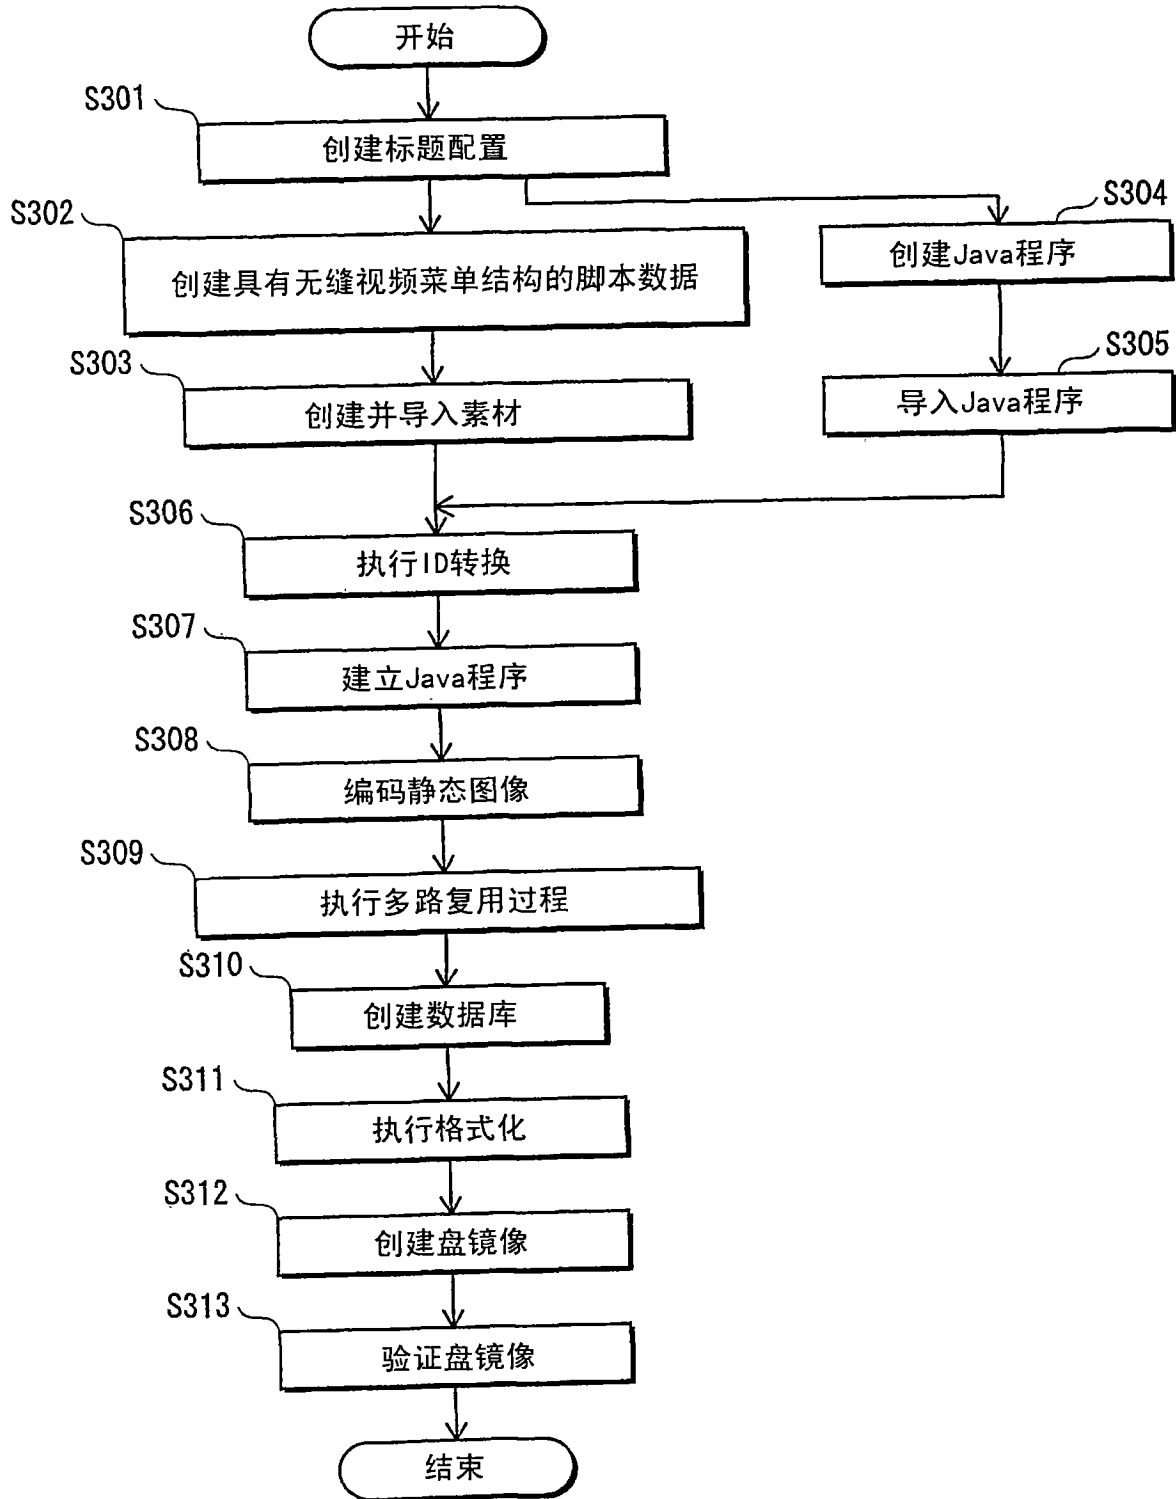 开始
S301
创建标题配置
S302
创建具有无缝视频菜单结构的脚本数据
S304
创建Java程序
S303
创建并导入素材
S305
导入Java程序
S306
执行ID转换
S307
建立Java程序
S308
编码静态图像
S309
执行多路复用过程
S310
创建数据库
S311
执行格式化
S312
创建盘镜像
S313
验证盘镜像
结束